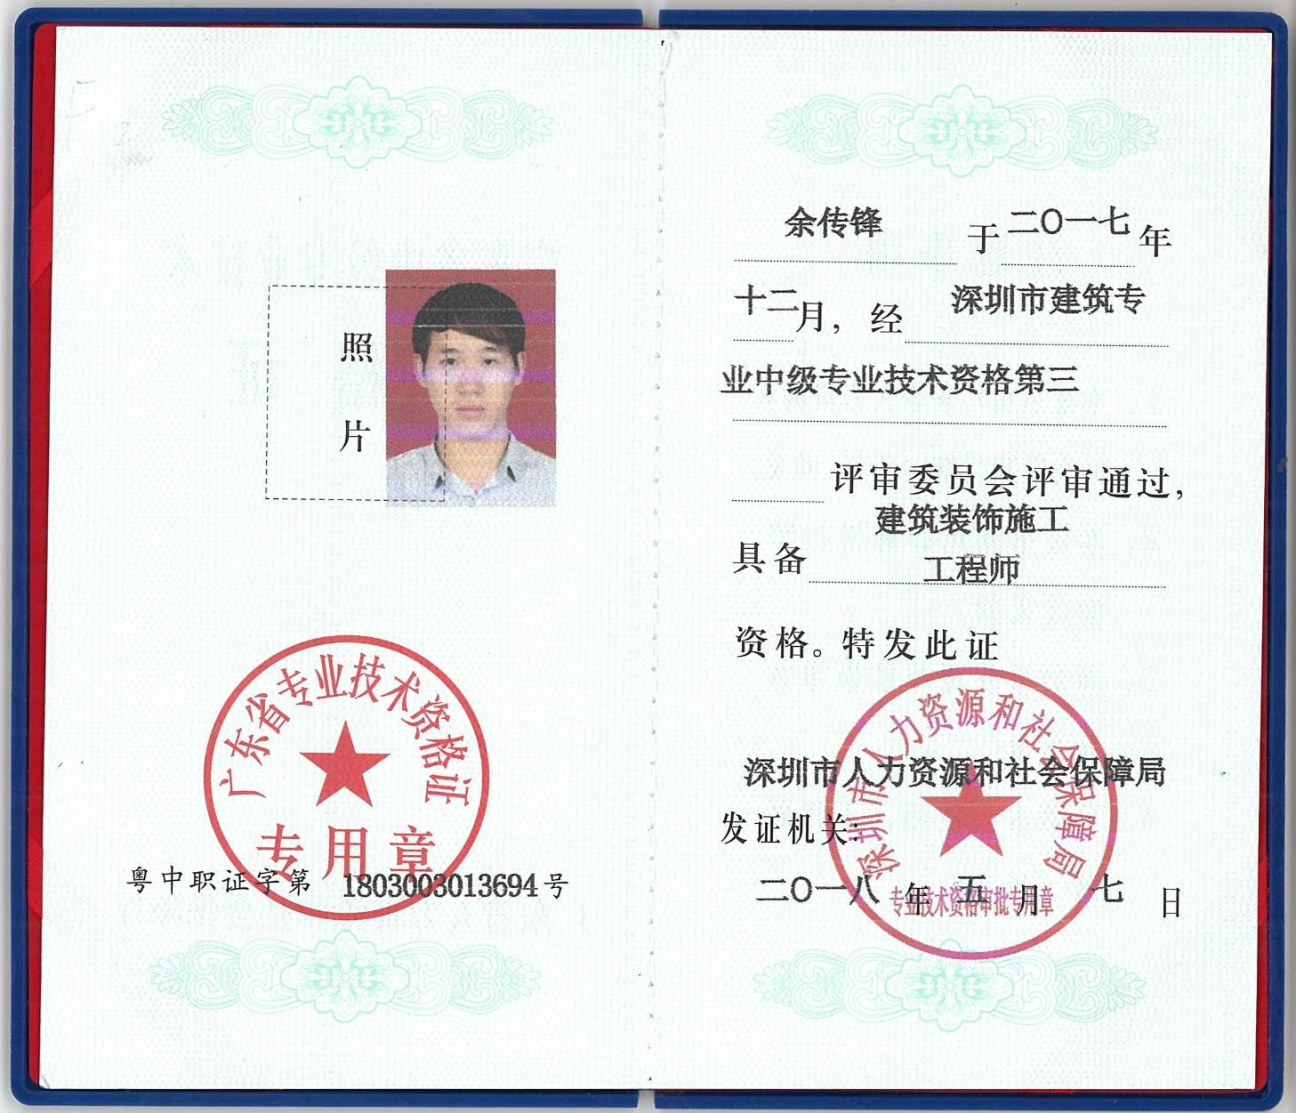 照
片
广东省专业技术资格证
专用章
粤中职证字第 1803003013694 号
余传锋 于 二〇一七 年
十二月，经 深圳市建筑专
业中级专业技术资格第三
评审委员会评审通过，
建筑装饰施工
具备 工程师
资格。特发此证
深圳市人力资源和社会保障局
深圳市人力资源和社会保障局
发证机关：
二〇一八 年 五 月 七 日
专业技术资格审批专用章